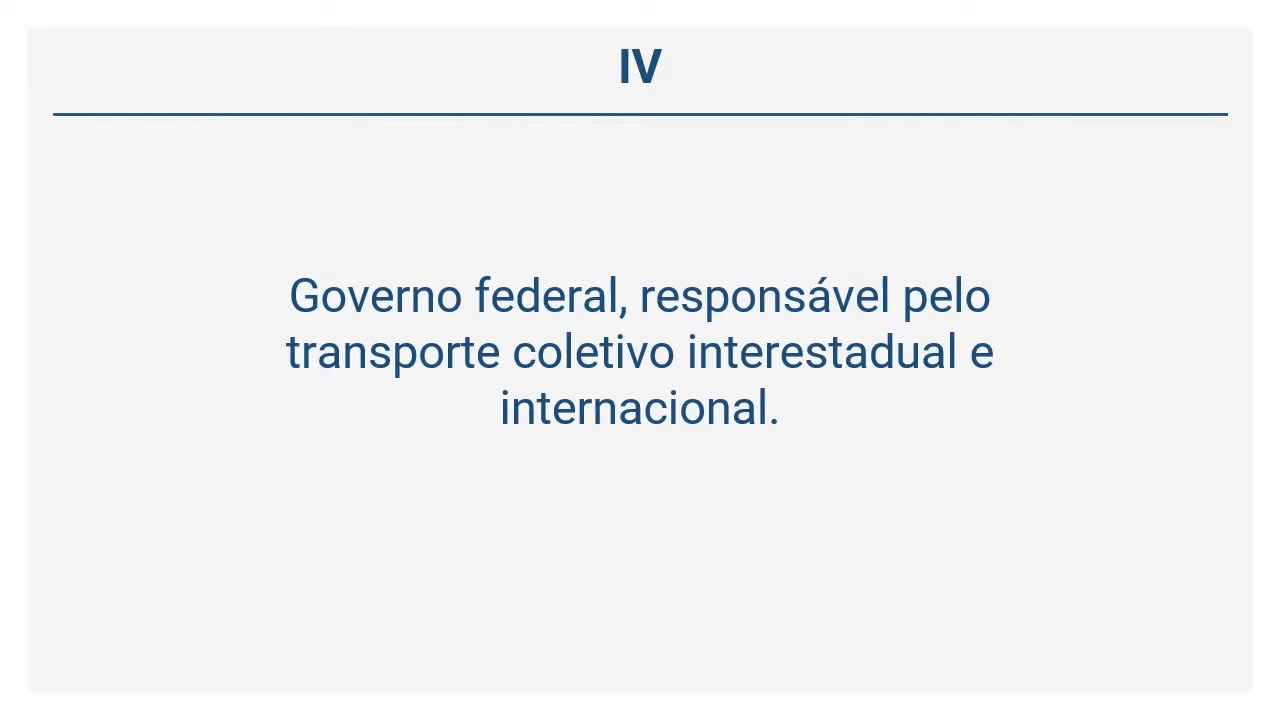 IV
Governo federal, responsável pelo
transporte coletivo interestadual e
internacional.